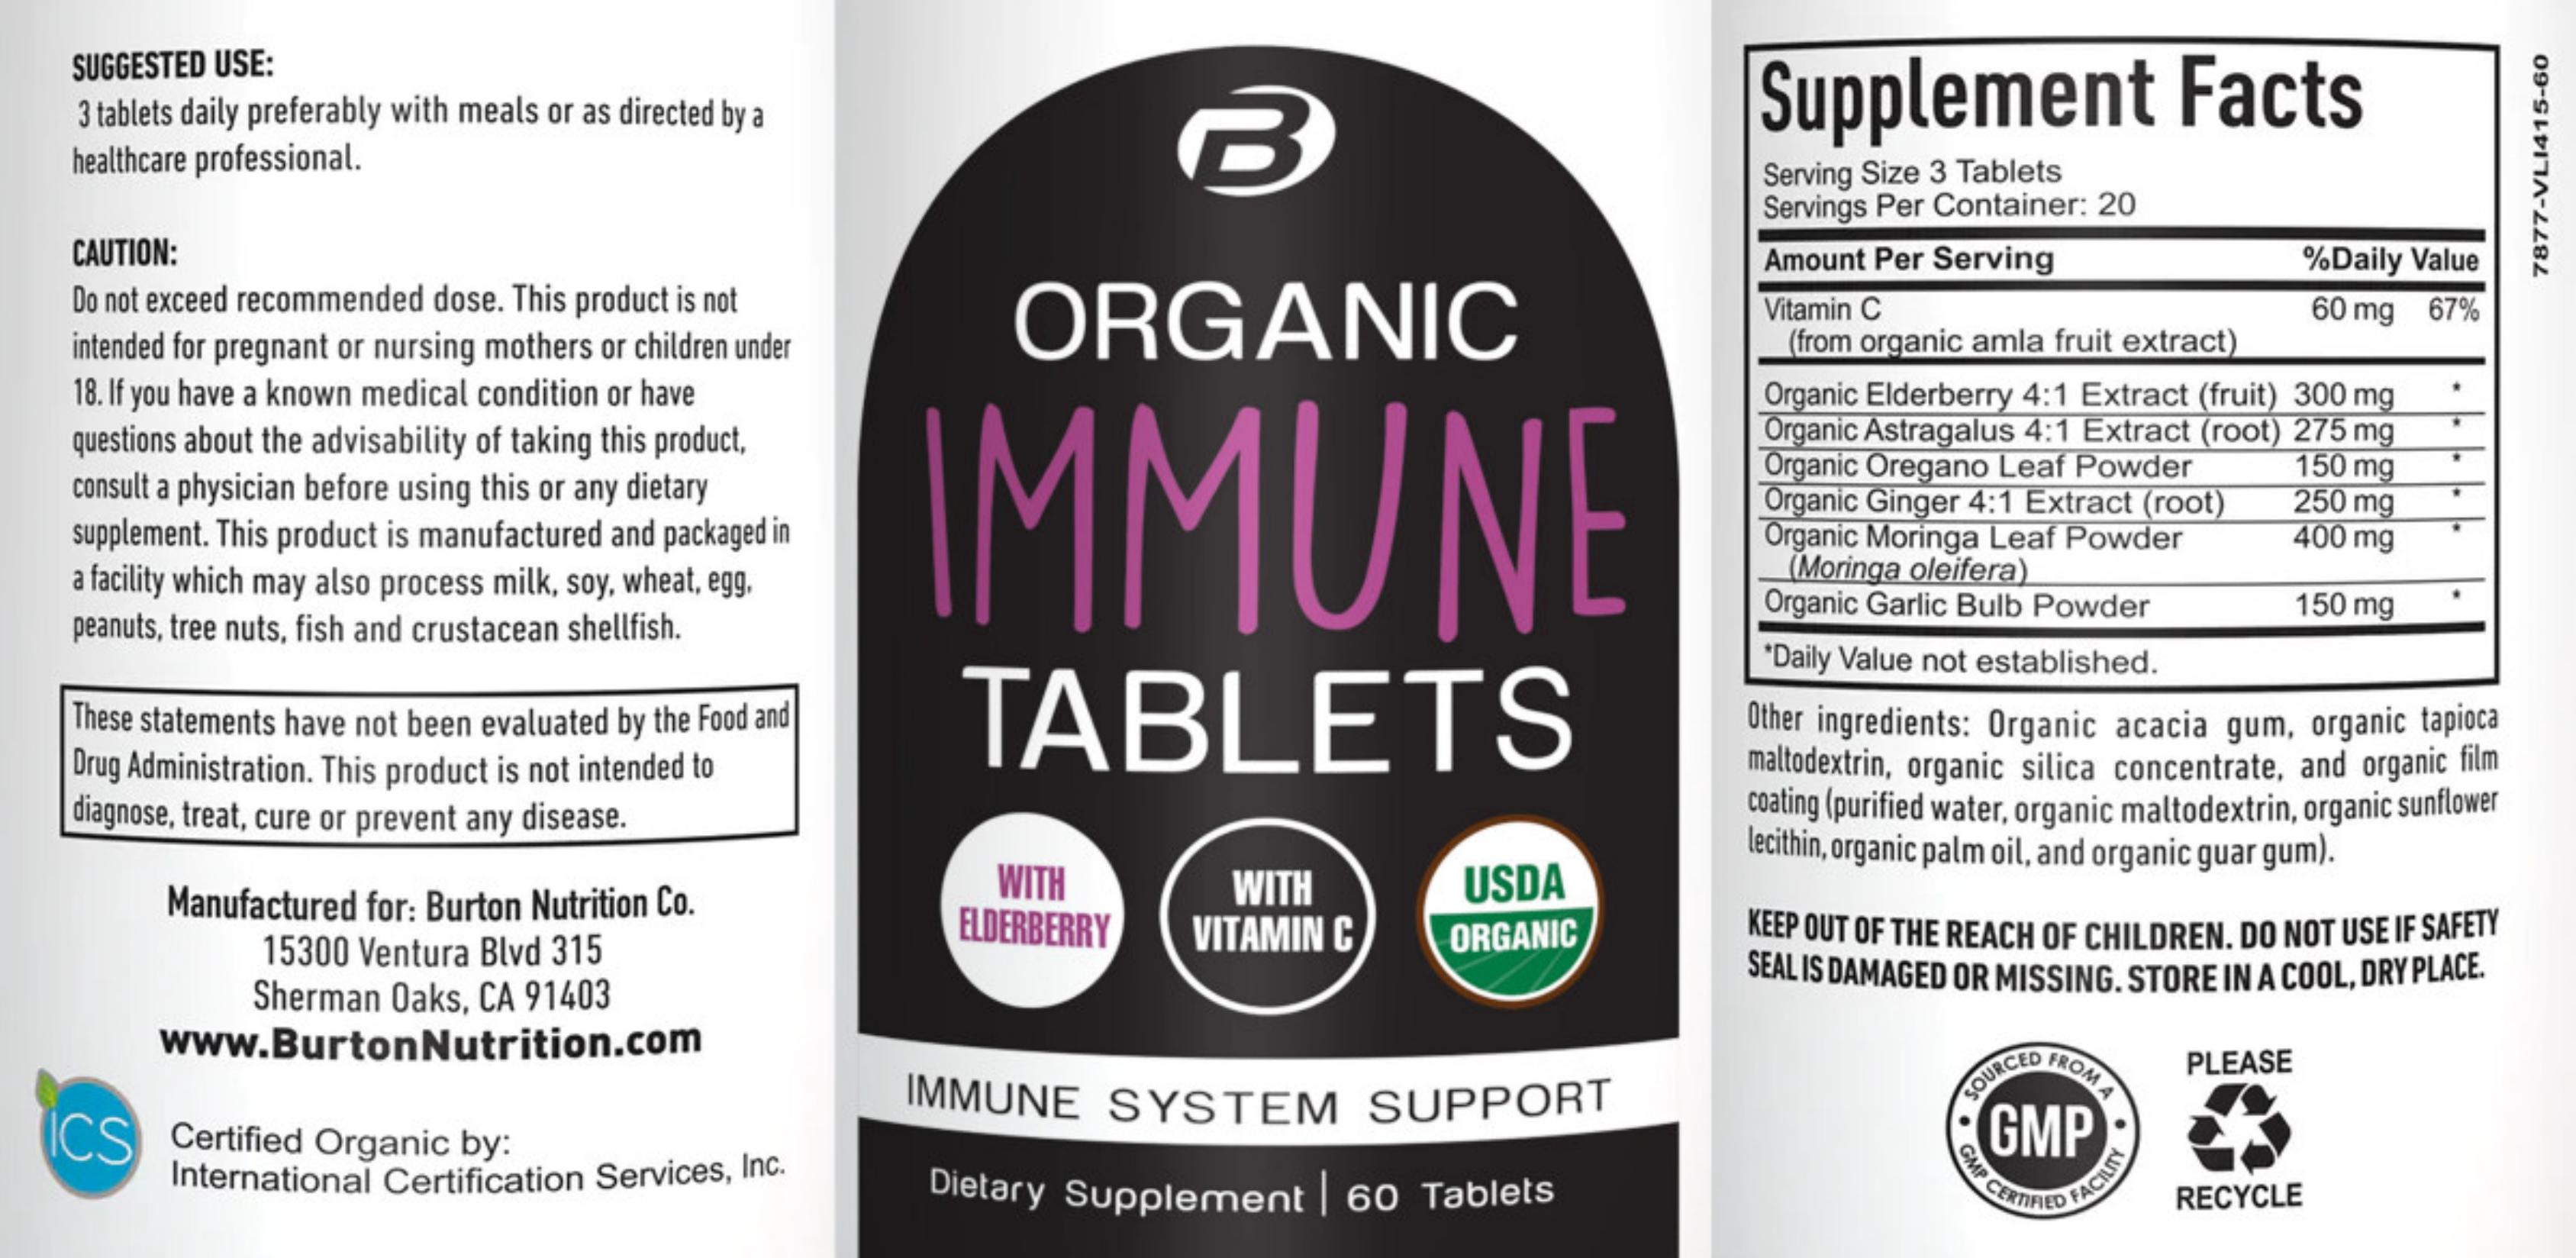 SUGGESTED USE:
3 tablets daily preferably with meals or as directed by a
healthcare professional.
CAUTION:
Do not exceed recommended dose. This product is not
intended for pregnant or nursing mothers or children under
18. If you have a known medical condition or have
questions about the advisability of taking this product,
consult a physician before using this or any dietary
supplement. This product is manufactured and packaged in
a facility which may also process milk, soy, wheat, egg,
peanuts, tree nuts, fish and crustacean shellfish.
These statements have not been evaluated by the Food and
Drug Administration. This product is not intended to
diagnose, treat, cure or prevent any disease.
Manufactured for: Burton Nutrition Co.
15300 Ventura Blvd 315
Sherman Oaks, CA 91403
www.BurtonNutrition.com
ICS
Certified Organic by:
International Certification Services, Inc.
B
ORGANIC
IMMUNE
TABLETS
WITH
ELDERBERRY
WITH
VITAMIN C
USDA
ORGANIC
IMMUNE SYSTEM SUPPORT
Dietary Supplement | 60 Tablets
Supplement Facts
Serving Size 3 Tablets
Servings Per Container: 20
Amount Per Serving %Daily Value
Vitamin C 60 mg 67%
(from organic amla fruit extract)
Organic Elderberry 4:1 Extract (fruit) 300 mg *
Organic Astragalus 4:1 Extract (root) 275 mg *
Organic Oregano Leaf Powder 150 mg *
Organic Ginger 4:1 Extract (root) 250 mg *
Organic Moringa Leaf Powder 400 mg *
(Moringa oleifera)
Organic Garlic Bulb Powder 150 mg *
*Daily Value not established.
Other ingredients: Organic acacia gum, organic tapioca
maltodextrin, organic silica concentrate, and organic film
coating (purified water, organic maltodextrin, organic sunflower
lecithin, organic palm oil, and organic guar gum).
KEEP OUT OF THE REACH OF CHILDREN. DO NOT USE IF SAFETY
SEAL IS DAMAGED OR MISSING. STORE IN A COOL, DRY PLACE.
SOURCED FROM A
GMP
GMP CERTIFIED FACILITY
PLEASE
RECYCLE
7877-VLI415-60